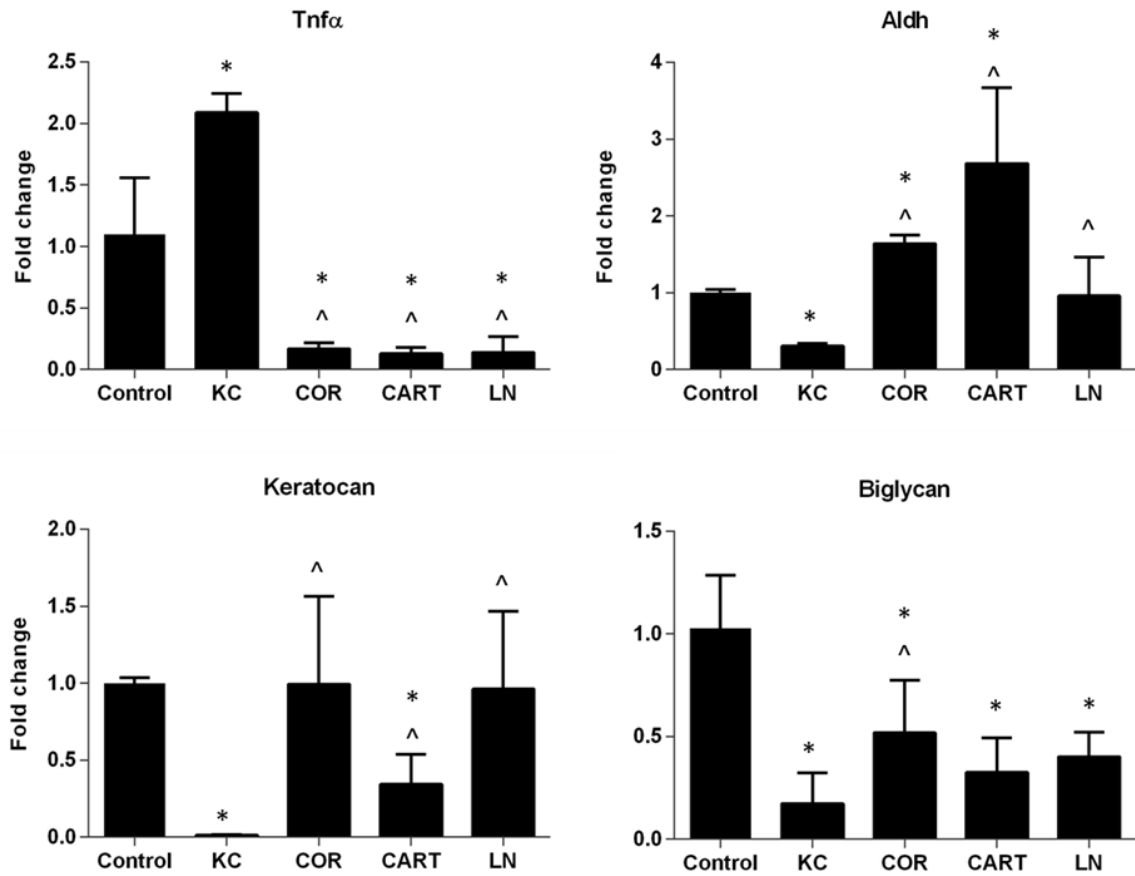 Tnfα
Fold change
2.5
2.0
1.5
1.0
0.5
0.0
*
* * *
^ ^ ^
Control KC COR CART LN
Aldh
Fold change
4
3
2
1
0
*
^
*
^
^
*
Control KC COR CART LN
Keratocan
Fold change
2.0
1.5
1.0
0.5
0.0
^ ^
*
^
*
Control KC COR CART LN
Biglycan
1.5
1.0
0.5
0.0
*
^
* *
*
Control KC COR CART LN